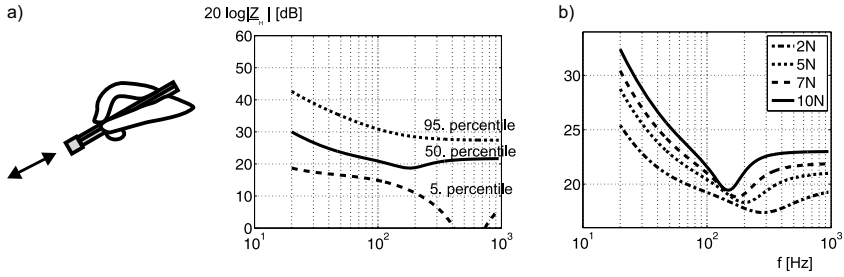 a)
20 log|Z_H| [dB]
60
50
40
30
20
10
0
10^1
10^2
10^3
95. percentile
50. percentile
5. percentile
b)
30
25
20
10^1
10^2
10^3
f [Hz]
2N
5N
7N
10N